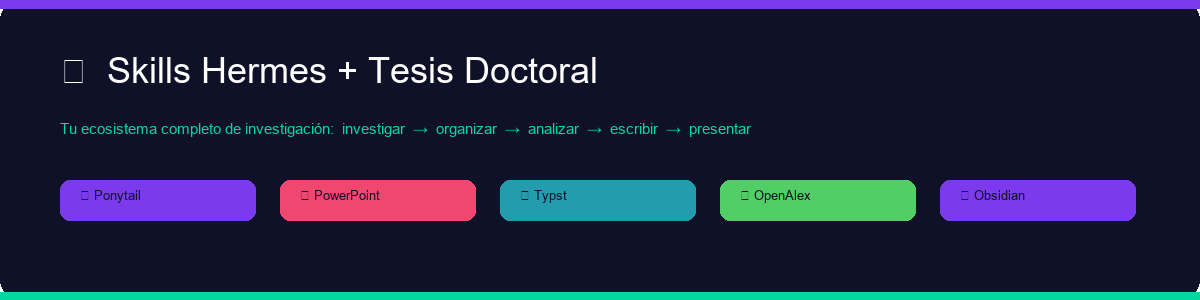 Skills Hermes + Tesis Doctoral
Tu ecosistema completo de investigación: investigar → organizar → analizar → escribir → presentar
Ponytail
PowerPoint
Typst
OpenAlex
Obsidian